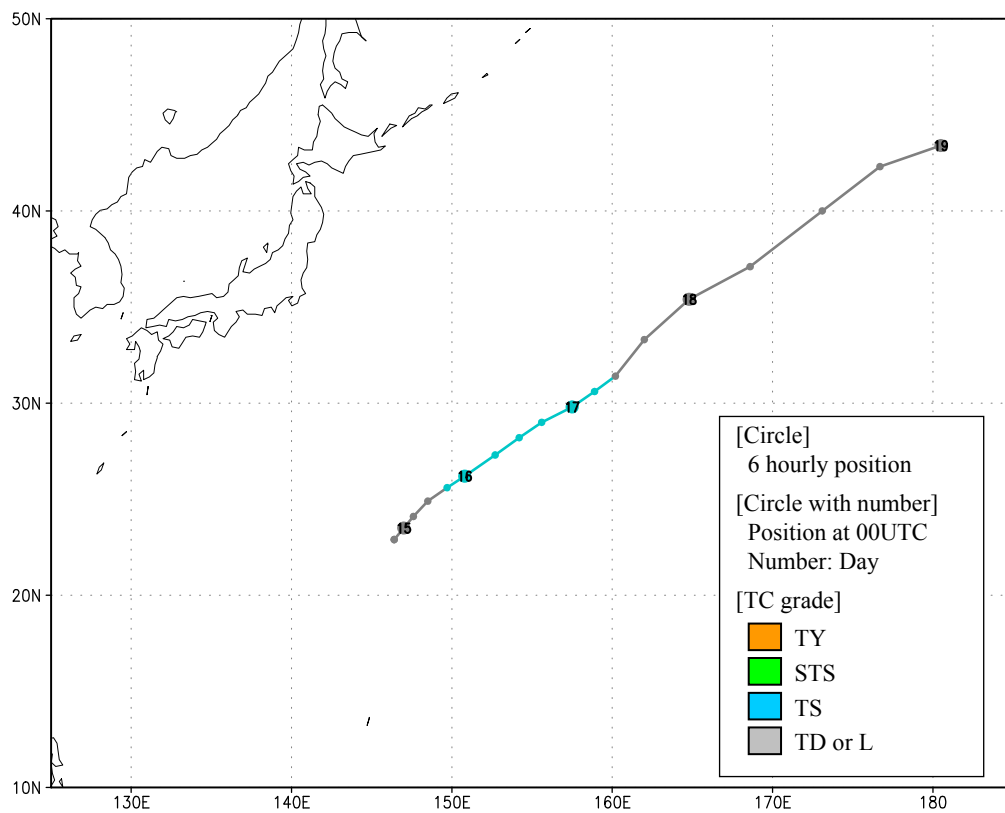 50N
40N
30N
20N
10N
130E
140E
150E
160E
170E
180
19
18
17
16
15
[Circle]
6 hourly position
[Circle with number]
Position at 00UTC
Number: Day
[TC grade]
TY
STS
TS
TD or L